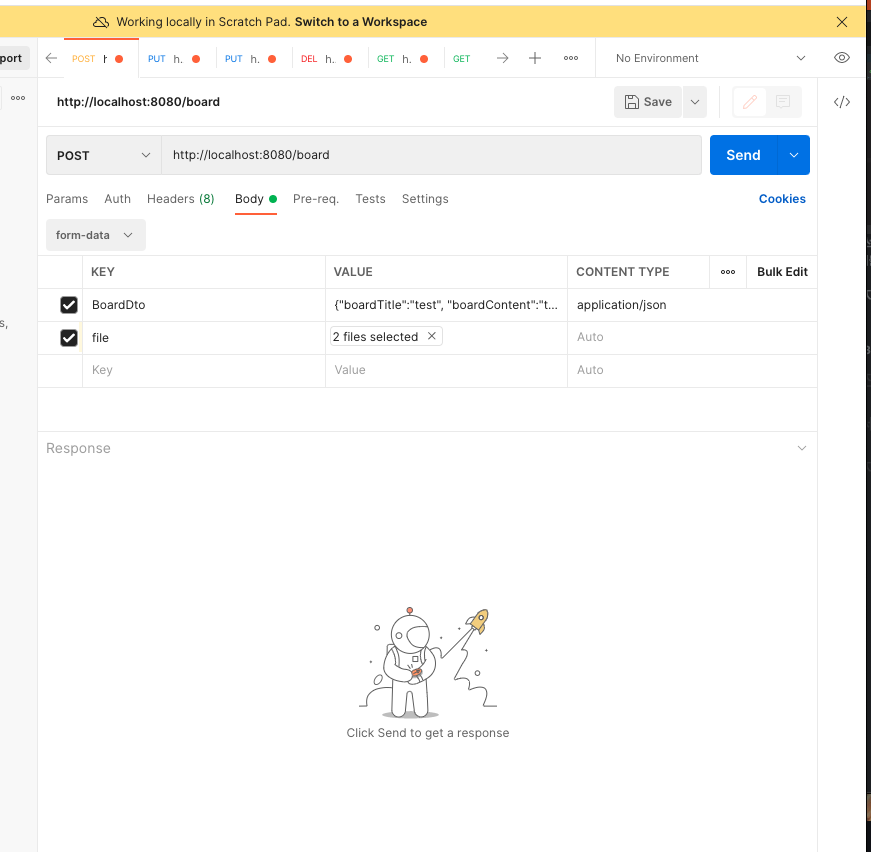 Working locally in Scratch Pad. Switch to a Workspace
port
POST h PUT h. PUT h. DEL h.. GET h. GET No Environment
http://localhost:8080/board Save
POST http://localhost:8080/board Send
Params Auth Headers (8) Body Pre-req. Tests Settings Cookies
form-data
KEY VALUE CONTENT TYPE Bulk Edit
BoardDto {"boardTitle":"test", "boardContent":"t... application/json
s,
file 2 files selected Auto
Key Value Auto
Response
Click Send to get a response